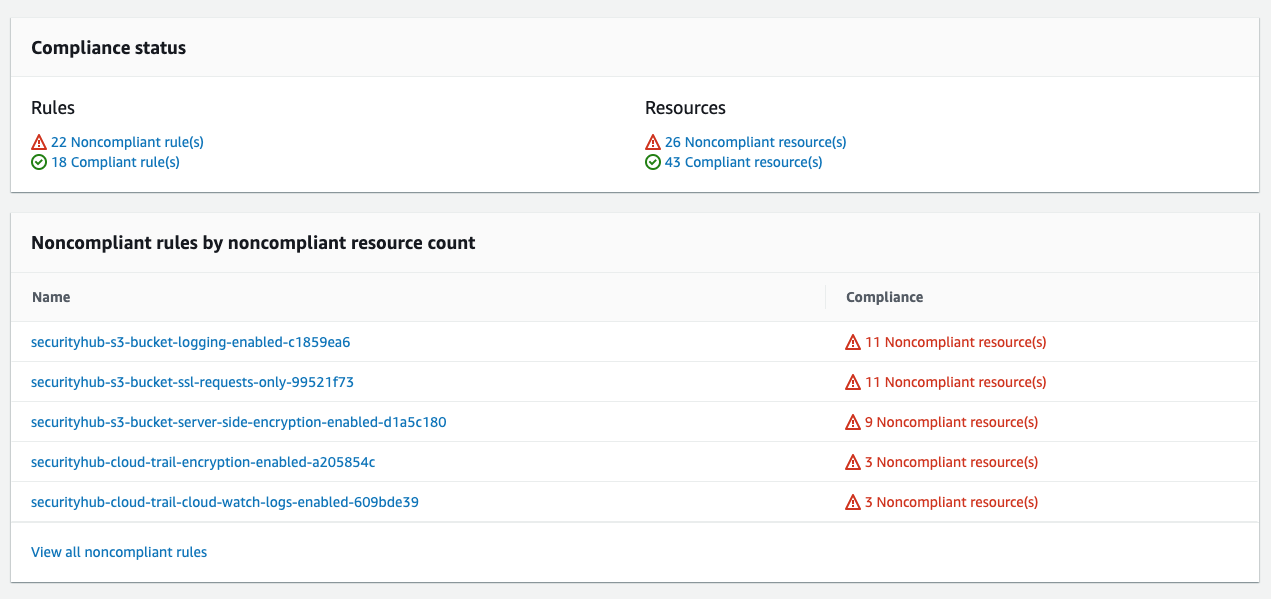 Compliance status
Rules
Resources
22 Noncompliant rule(s)
26 Noncompliant resource(s)
18 Compliant rule(s)
43 Compliant resource(s)
Noncompliant rules by noncompliant resource count
Name
Compliance
securityhub-s3-bucket-logging-enabled-c1859ea6
11 Noncompliant resource(s)
securityhub-s3-bucket-ssl-requests-only-99521f73
11 Noncompliant resource(s)
securityhub-s3-bucket-server-side-encryption-enabled-d1a5c180
9 Noncompliant resource(s)
securityhub-cloud-trail-encryption-enabled-a205854c
3 Noncompliant resource(s)
securityhub-cloud-trail-cloud-watch-logs-enabled-609bde39
3 Noncompliant resource(s)
View all noncompliant rules